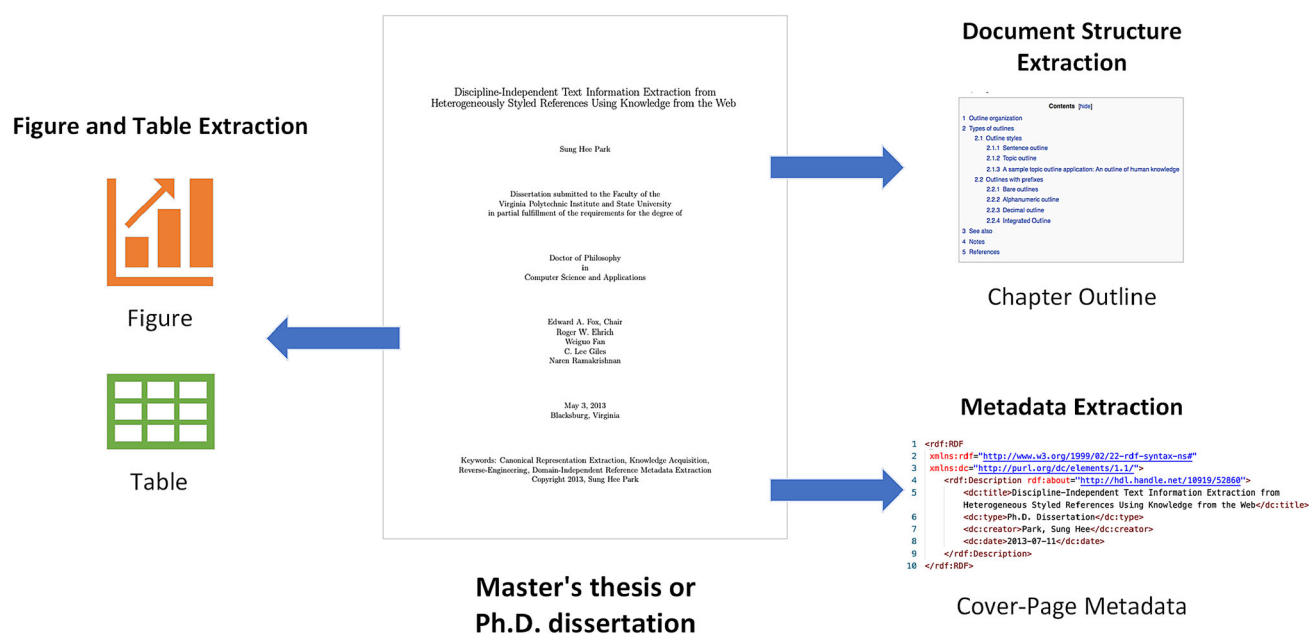 Figure and Table Extraction
Figure
Table
Discipline-Independent Text Information Extraction from
Heterogeneously Styled References Using Knowledge from the Web
Sung Hee Park
Dissertation submitted to the Faculty of the
Virginia Polytechnic Institute and State University
in partial fulfillment of the requirements for the degree of
Doctor of Philosophy
in
Computer Science and Applications
Edward A. Fox, Chair
Roger W. Ehrich
Weiguo Fan
C. Lee Giles
Naren Ramakrishnan
May 3, 2013
Blacksburg, Virginia
Keywords: Canonical Representation Extraction, Knowledge Acquisition,
Reverse-Engineering, Domain-Independent Reference Metadata Extraction
Copyright 2013, Sung Hee Park
Master's thesis or
Ph.D. dissertation
Document Structure
Extraction
Contents [hide]
1 Outline organization
2 Types of outlines
2.1 Outline styles
2.1.1 Sentence outline
2.1.2 Topic outline
2.1.3 A sample topic outline application: An outline of human knowledge
2.2 Outlines with prefixes
2.2.1 Bare outlines
2.2.2 Alphanumeric outline
2.2.3 Decimal outline
2.2.4 Integrated Outline
3 See also
4 Notes
5 References
Chapter Outline
Metadata Extraction
1 <rdf:RDF
2 xmlns:rdf="http://www.w3.org/1999/02/22-rdf-syntax-ns#"
3 xmlns:dc="http://purl.org/dc/elements/1.1/">
4 <rdf:Description rdf:about="http://hdl.handle.net/10919/52860">
5 <dc:title>Discipline-Independent Text Information Extraction from
Heterogeneous Styled References Using Knowledge from the Web</dc:title>
6 <dc:type>Ph.D. Dissertation</dc:type>
7 <dc:creator>Park, Sung Hee</dc:creator>
8 <dc:date>2013-07-11</dc:date>
9 </rdf:Description>
10 </rdf:RDF>
Cover-Page Metadata